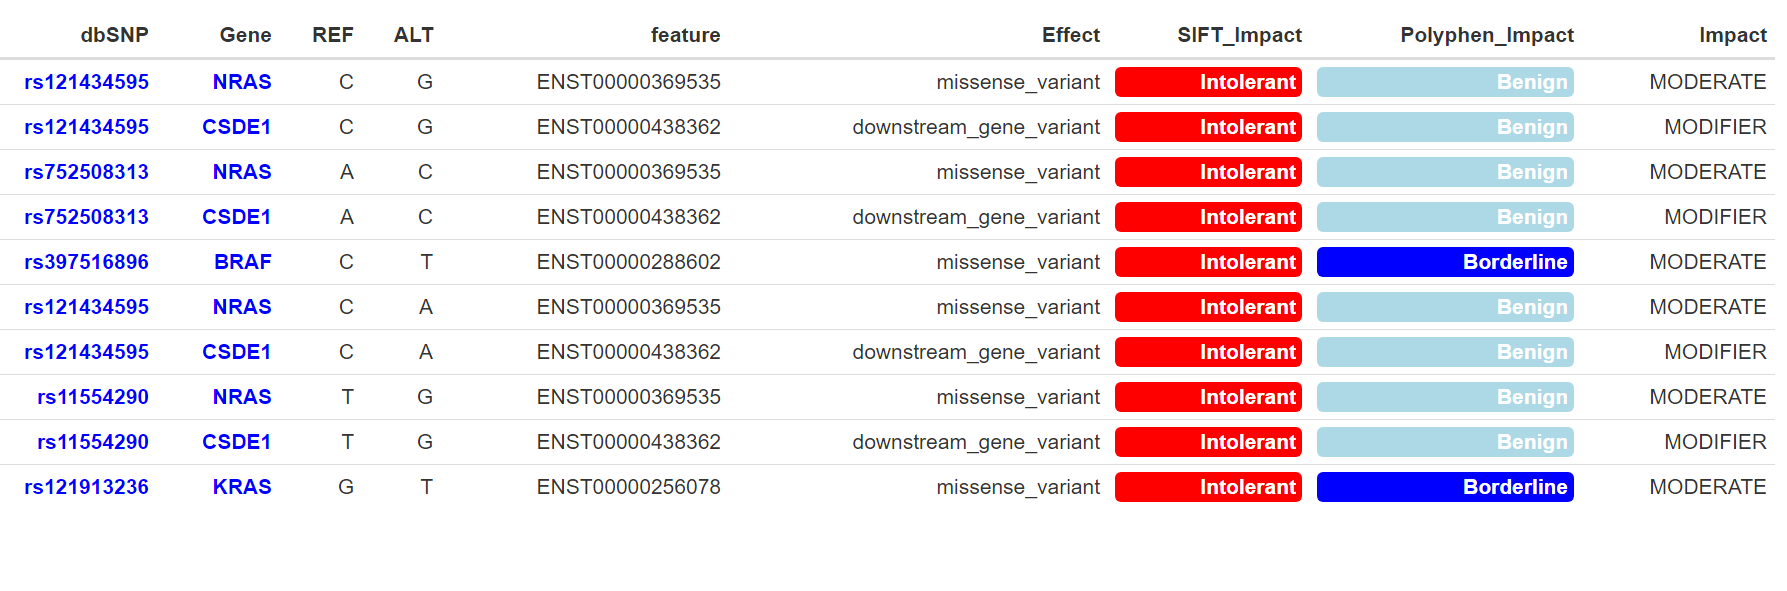 dbSNP Gene REF ALT feature Effect SIFT_Impact Polyphen_Impact Impact
rs121434595 NRAS C G ENST00000369535 missense_variant Intolerant Benign MODERATE
rs121434595 CSDE1 C G ENST00000438362 downstream_gene_variant Intolerant Benign MODIFIER
rs752508313 NRAS A C ENST00000369535 missense_variant Intolerant Benign MODERATE
rs752508313 CSDE1 A C ENST00000438362 downstream_gene_variant Intolerant Benign MODIFIER
rs397516896 BRAF C T ENST00000288602 missense_variant Intolerant Borderline MODERATE
rs121434595 NRAS C A ENST00000369535 missense_variant Intolerant Benign MODERATE
rs121434595 CSDE1 C A ENST00000438362 downstream_gene_variant Intolerant Benign MODIFIER
rs11554290 NRAS T G ENST00000369535 missense_variant Intolerant Benign MODERATE
rs11554290 CSDE1 T G ENST00000438362 downstream_gene_variant Intolerant Benign MODIFIER
rs121913236 KRAS G T ENST00000256078 missense_variant Intolerant Borderline MODERATE